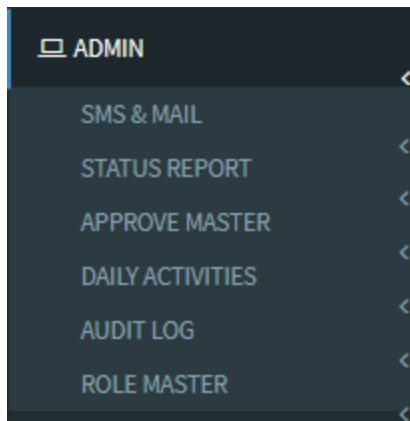 ADMIN
SMS & MAIL
STATUS REPORT
APPROVE MASTER
DAILY ACTIVITIES
AUDIT LOG
ROLE MASTER